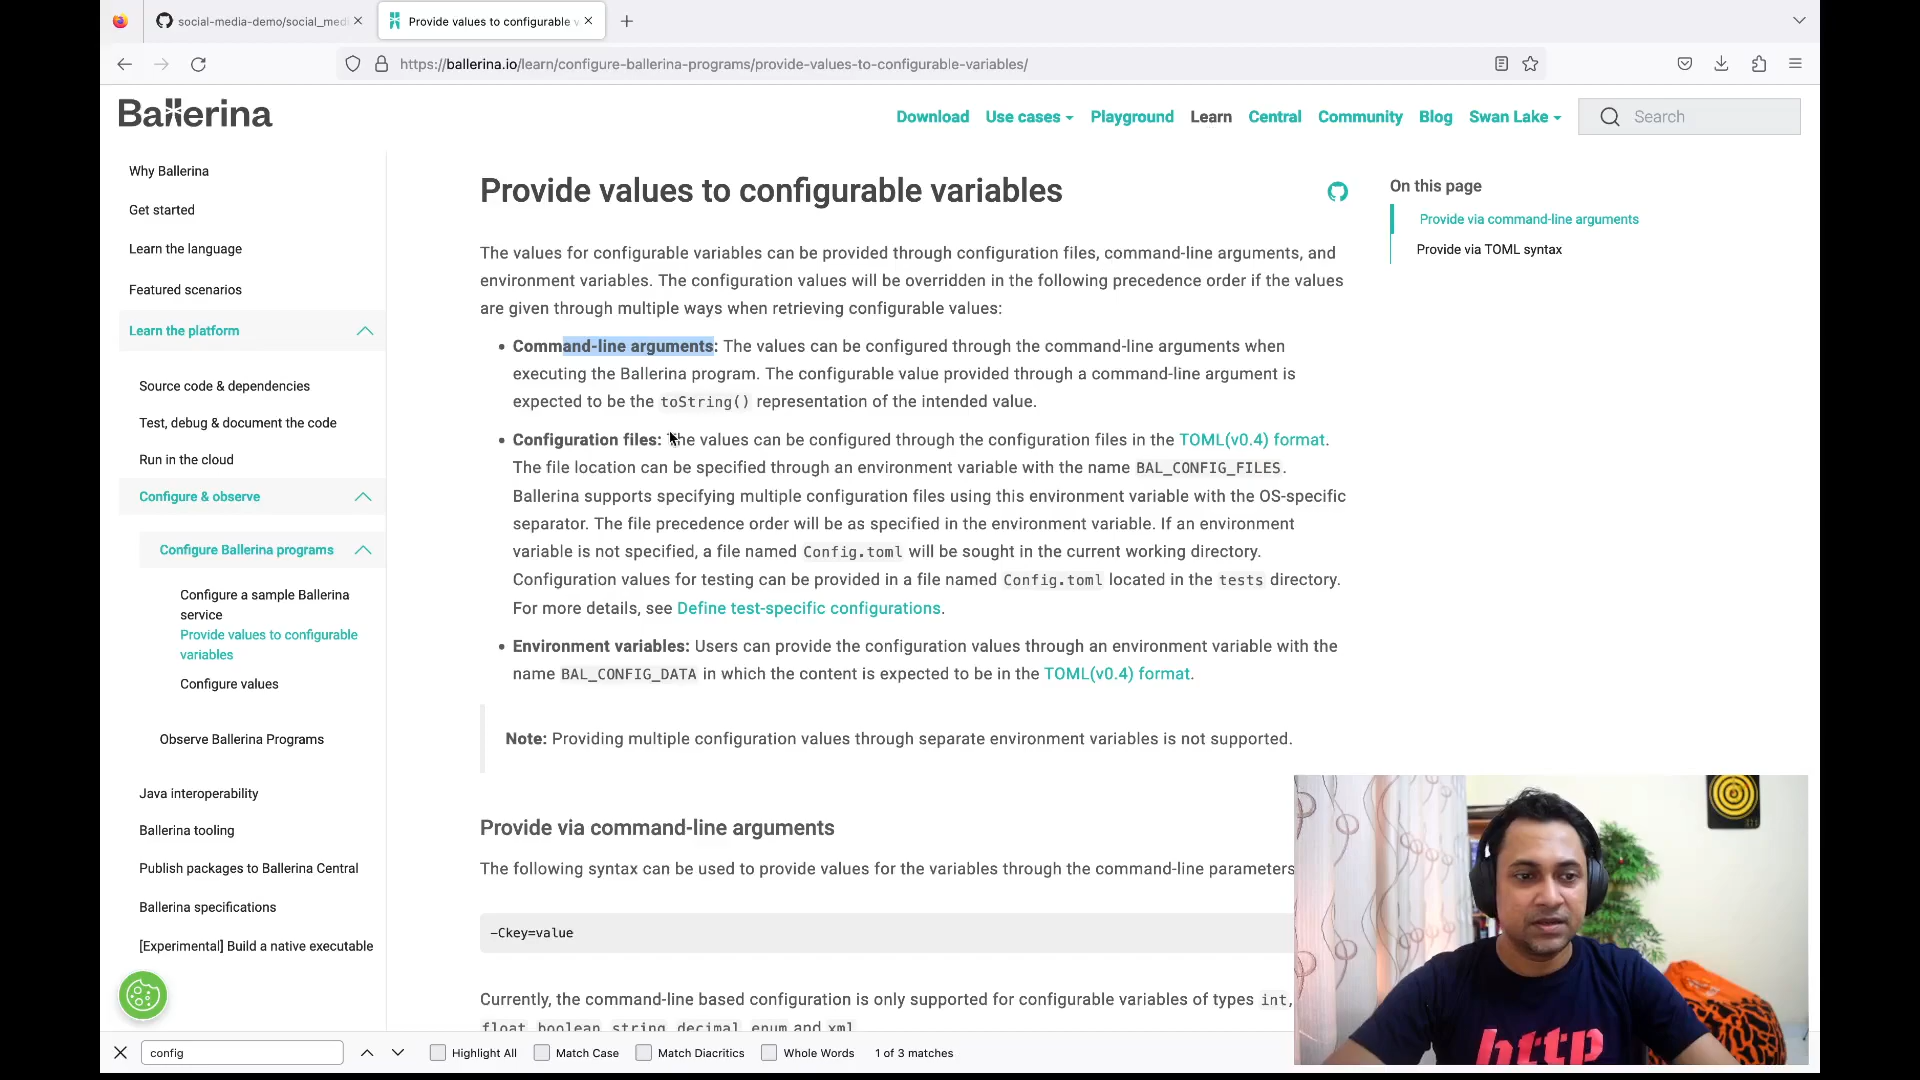 social-media-demo/social_med
Provide values to configurable v
https://ballerina.io/learn/configure-ballerina-programs/provide-values-to-configurable-variables/
Ballerina
Download
Use cases
Playground
Learn
Central
Community
Blog
Swan Lake
Search
Why Ballerina
Get started
Learn the language
Featured scenarios
Learn the platform
Source code & dependencies
Test, debug & document the code
Run in the cloud
Configure & observe
Configure Ballerina programs
Configure a sample Ballerina
service
Provide values to configurable
variables
Configure values
Observe Ballerina Programs
Java interoperability
Ballerina tooling
Publish packages to Ballerina Central
Ballerina specifications
[Experimental] Build a native executable
Provide values to configurable variables
The values for configurable variables can be provided through configuration files, command-line arguments, and
environment variables. The configuration values will be overridden in the following precedence order if the values
are given through multiple ways when retrieving configurable values:
• Command-line arguments: The values can be configured through the command-line arguments when
executing the Ballerina program. The configurable value provided through a command-line argument is
expected to be the toString() representation of the intended value.
• Configuration files: The values can be configured through the configuration files in the TOML(v0.4) format.
The file location can be specified through an environment variable with the name BAL_CONFIG_FILES.
Ballerina supports specifying multiple configuration files using this environment variable with the OS-specific
separator. The file precedence order will be as specified in the environment variable. If an environment
variable is not specified, a file named Config.toml will be sought in the current working directory.
Configuration values for testing can be provided in a file named Config.toml located in the tests directory.
For more details, see Define test-specific configurations.
• Environment variables: Users can provide the configuration values through an environment variable with the
name BAL_CONFIG_DATA in which the content is expected to be in the TOML(v0.4) format.
Note: Providing multiple configuration values through separate environment variables is not supported.
Provide via command-line arguments
The following syntax can be used to provide values for the variables through the command-line parameters
-Ckey=value
Currently, the command-line based configuration is only supported for configurable variables of types int,
float boolean string decimal enum and xml
On this page
Provide via command-line arguments
Provide via TOML syntax
http
config
Highlight All
Match Case
Match Diacritics
Whole Words
1 of 3 matches